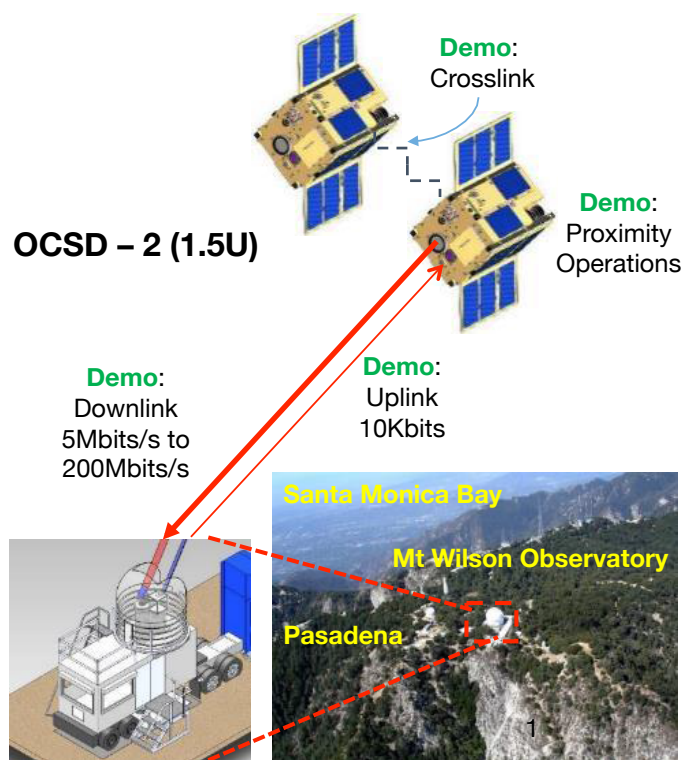 Demo:
Crosslink
OCSD – 2 (1.5U)
Demo:
Proximity
Operations
Demo:
Downlink
5Mbits/s to
200Mbits/s
Demo:
Uplink
10Kbits
Santa Monica Bay
Mt Wilson Observatory
Pasadena
1